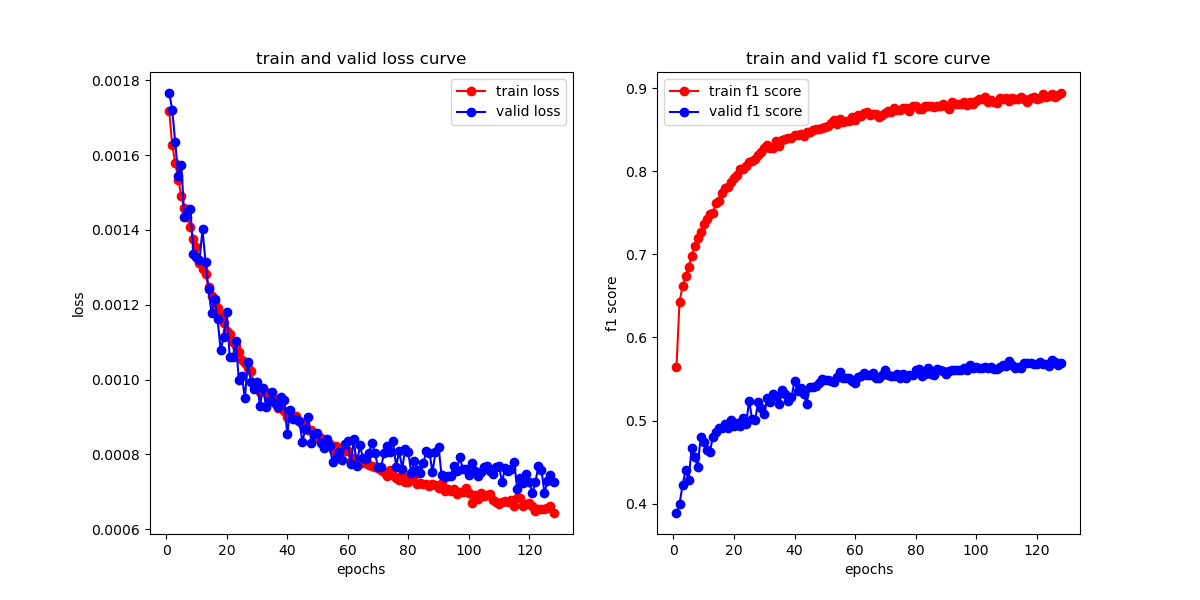 train and valid loss curve
train loss
valid loss
0.0018
0.0016
0.0014
0.0012
0.0010
0.0008
0.0006
loss
0 20 40 60 80 100 120
epochs
train and valid f1 score curve
train f1 score
valid f1 score
0.9
0.8
0.7
0.6
0.5
0.4
f1 score
0 20 40 60 80 100 120
epochs